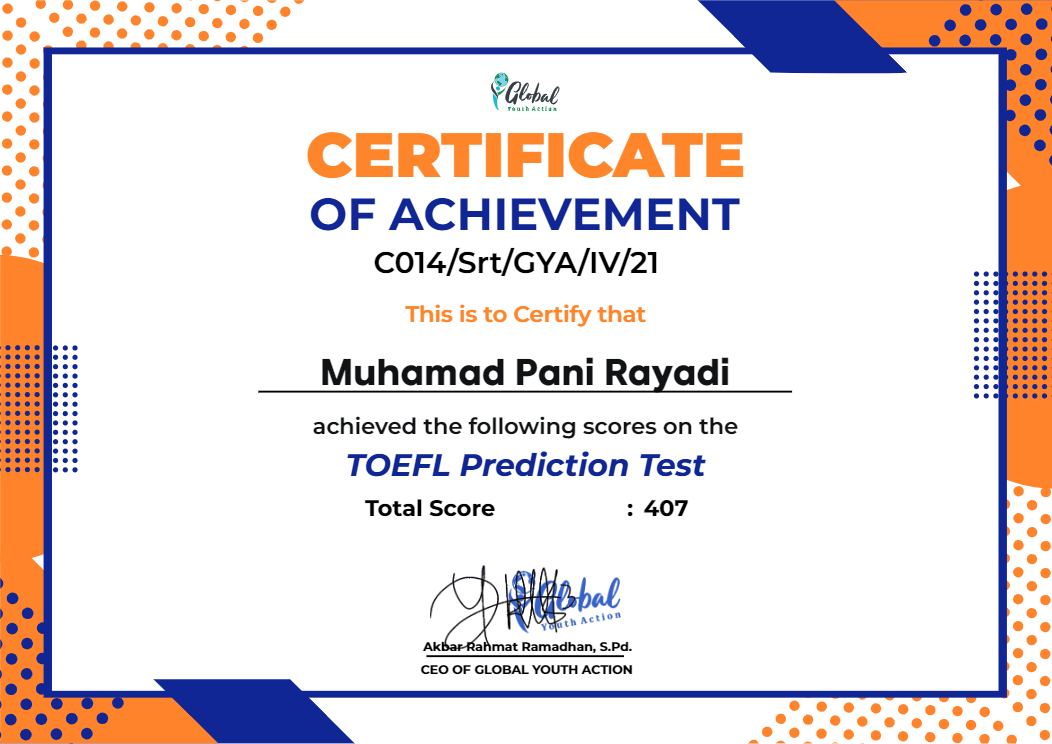 Global
Youth Action
CERTIFICATE
OF ACHIEVEMENT
C014/Srt/GYA/IV/21
This is to Certify that
Muhamad Pani Rayadi
achieved the following scores on the
TOEFL Prediction Test
Total Score : 407
Global
Youth Action
Akbar Rahmat Ramadhan, S.Pd.
CEO OF GLOBAL YOUTH ACTION